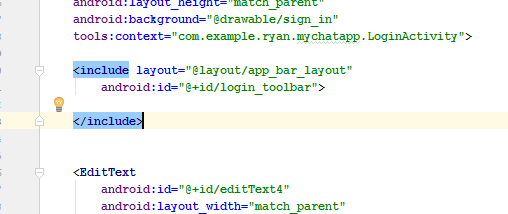 android:layout_height="match_parent"
android:background="@drawable/sign_in"
tools:context="com.example.ryan.mychatapp.LoginActivity">
<include layout="@layout/app_bar_layout"
android:id="@+id/login_toolbar">
</include>
<EditText
android:id="@+id/editText4"
android:layout_width="match_parent"